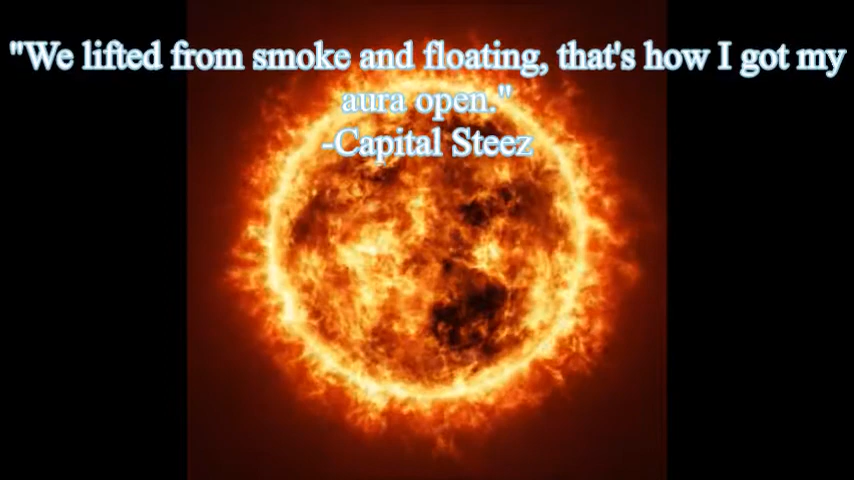 "We lifted from smoke and floating, that's how I got my
aura open."
-Capital Steez